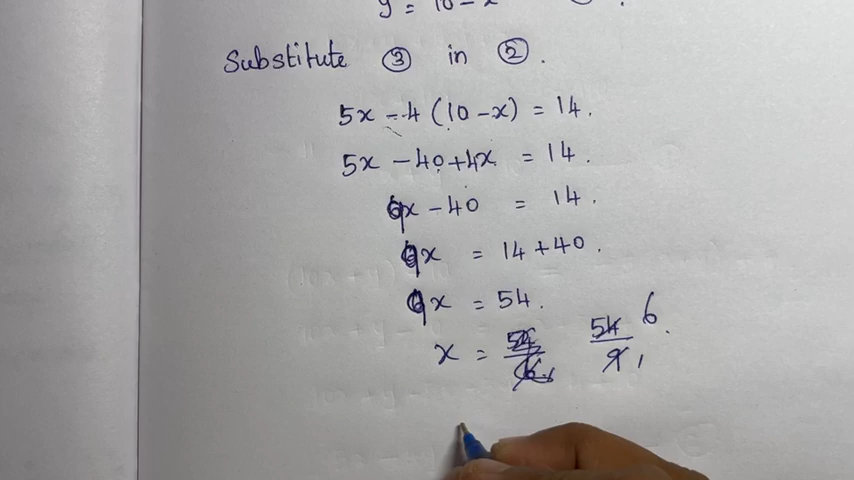 y = 10 - x
Substitute ③ in ②.
5x - 4 (10 - x) = 14.
5x - 40 + 4x = 14.
9x - 40 = 14.
9x = 14 + 40.
9x = 54.
x = 54/9 6.